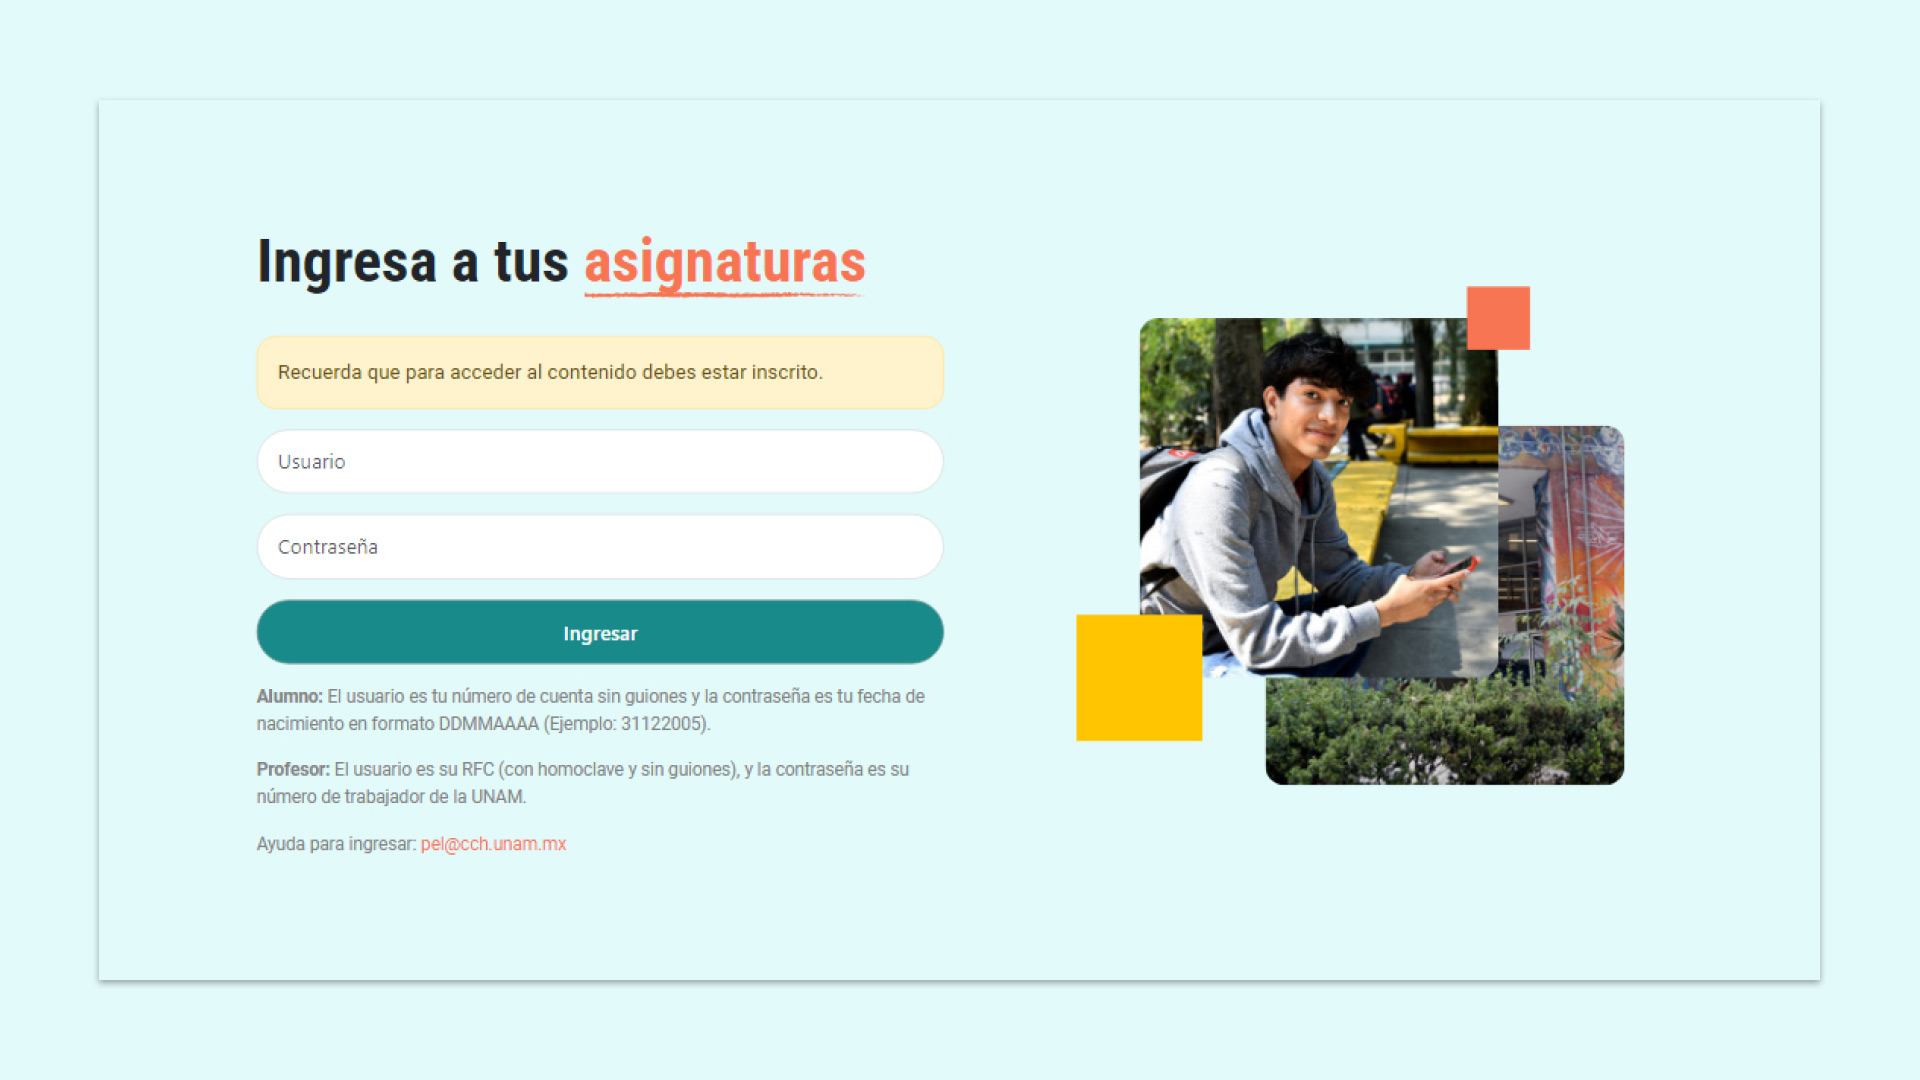 Ingresa a tus asignaturas
Recuerda que para acceder al contenido debes estar inscrito.
Usuario
Contraseña
Ingresar
Alumno: El usuario es tu número de cuenta sin guiones y la contraseña es tu fecha de
nacimiento en formato DDMMAAAA (Ejemplo: 31122005).
Profesor: El usuario es su RFC (con homoclave y sin guiones), y la contraseña es su
número de trabajador de la UNAM.
Ayuda para ingresar: pel@cch.unam.mx